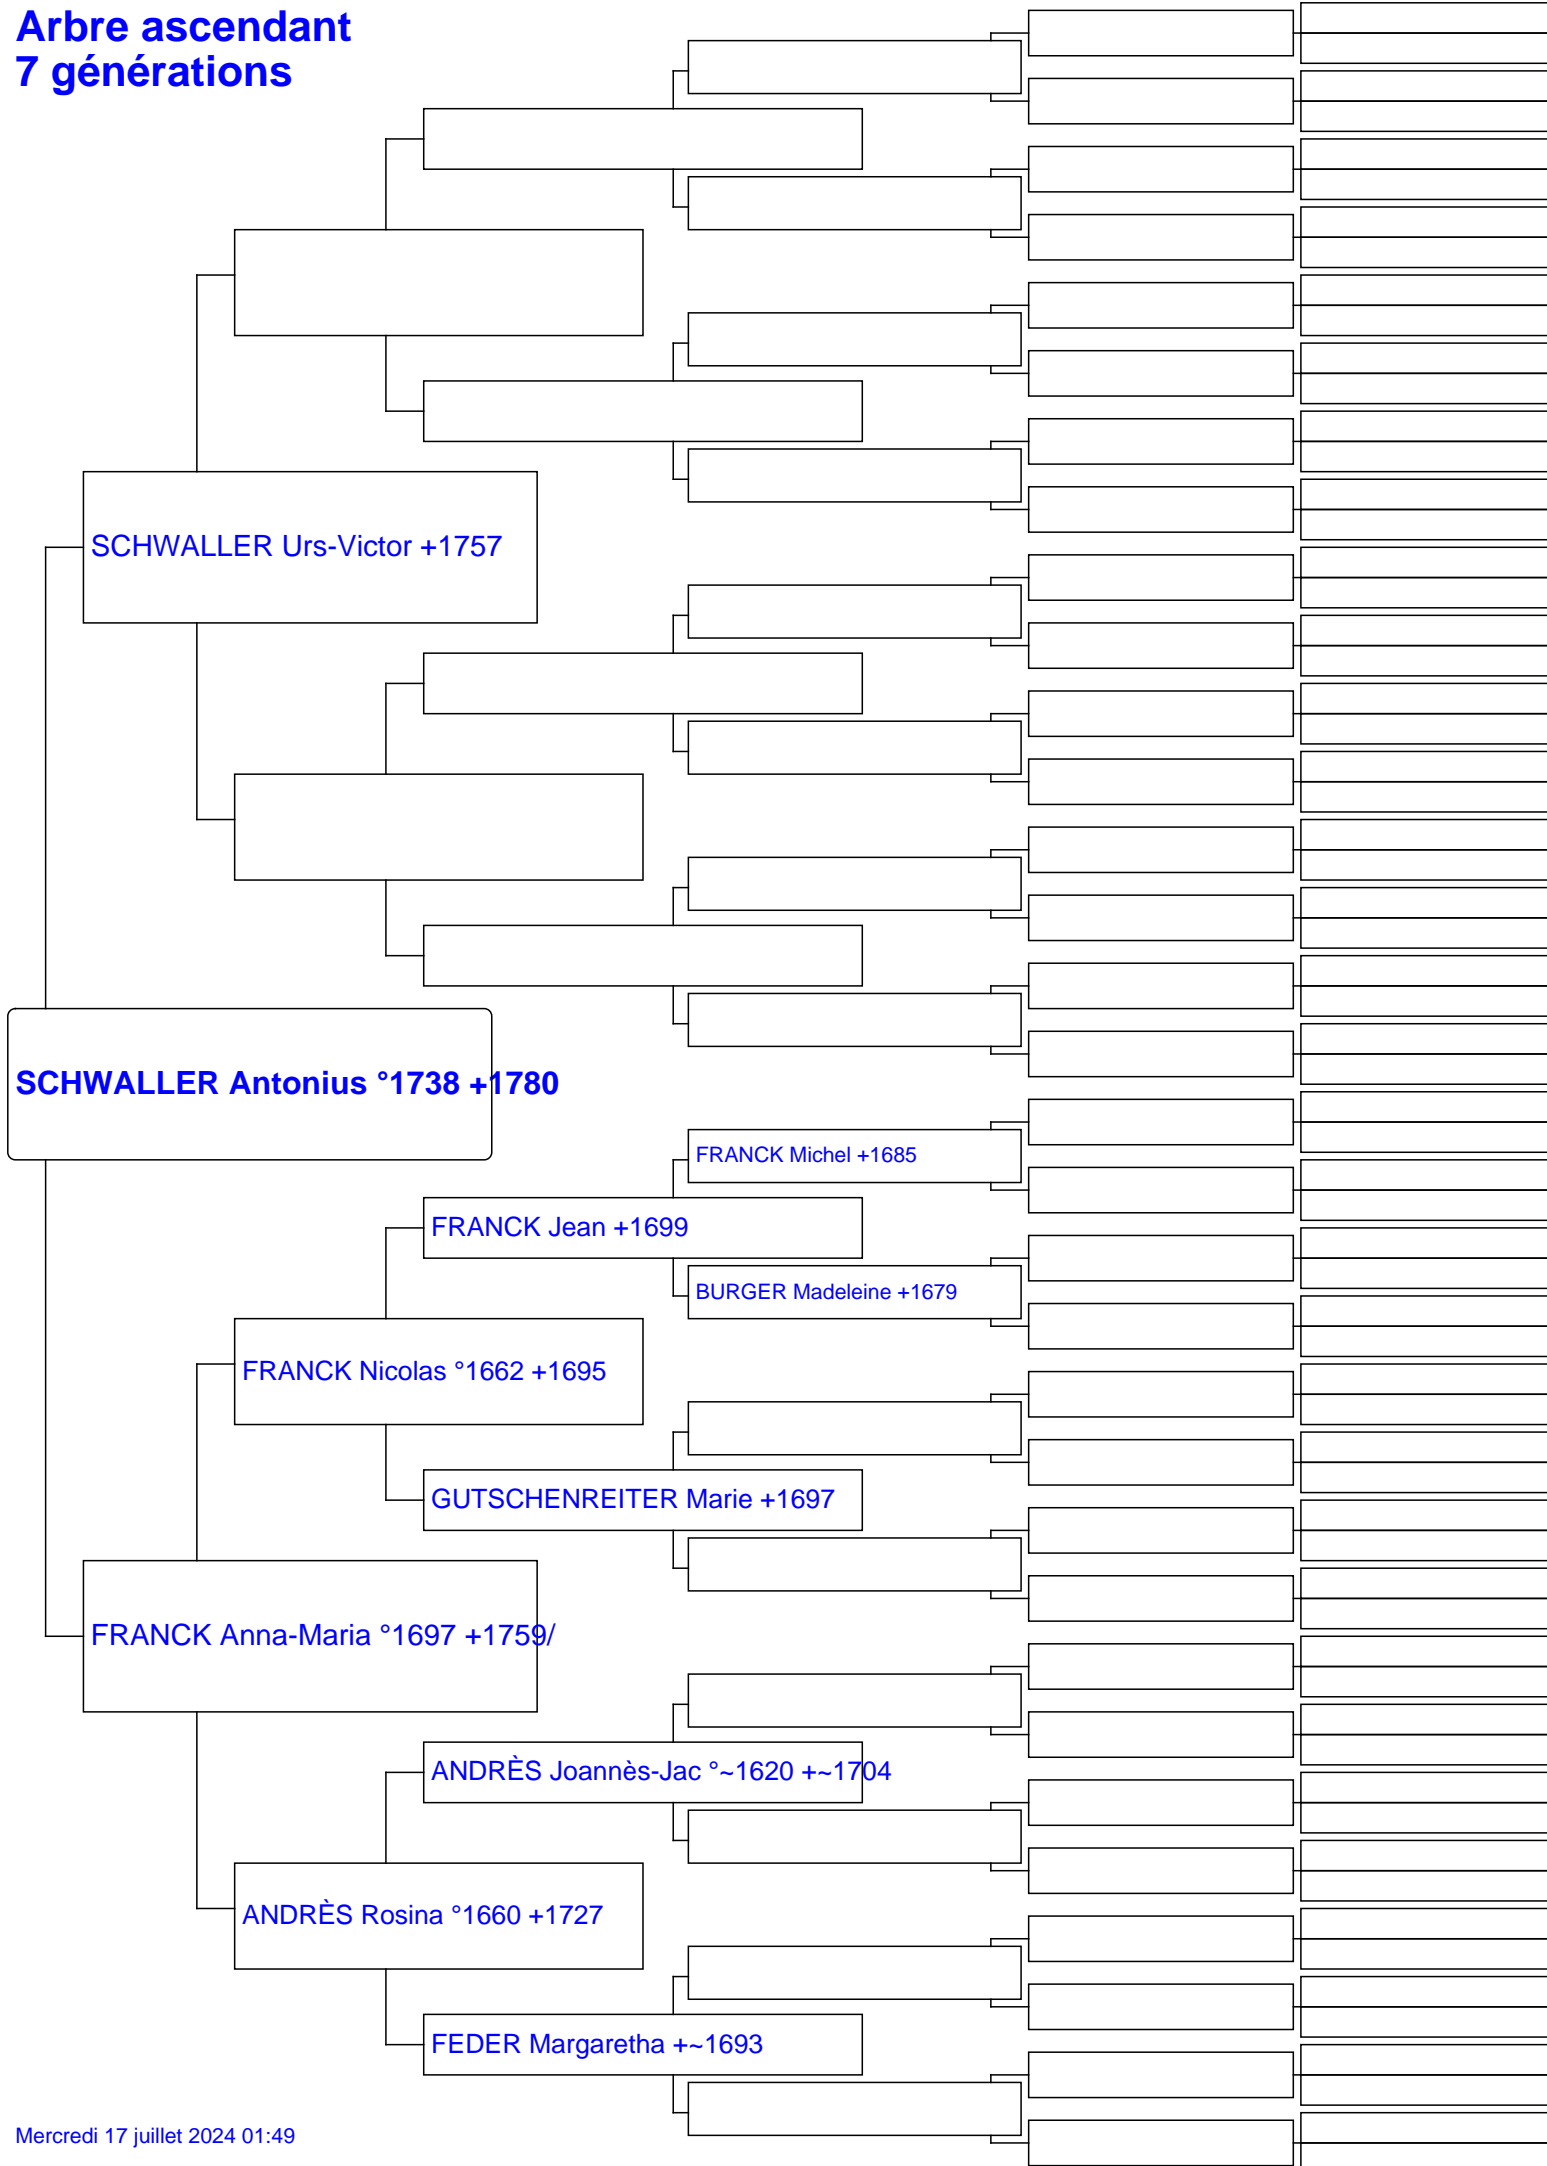 Arbre ascendant
7 générations
SCHWALLER Urs-Victor +1757
SCHWALLER Antonius °1738 +1780
FRANCK Michel +1685
FRANCK Jean +1699
BURGER Madeleine +1679
FRANCK Nicolas °1662 +1695
GUTSCHENREITER Marie +1697
FRANCK Anna-Maria °1697 +1759/
ANDRÈS Joannès-Jac °~1620 +~1704
ANDRÈS Rosina °1660 +1727
FEDER Margaretha +~1693
Mercredi 17 juillet 2024 01:49